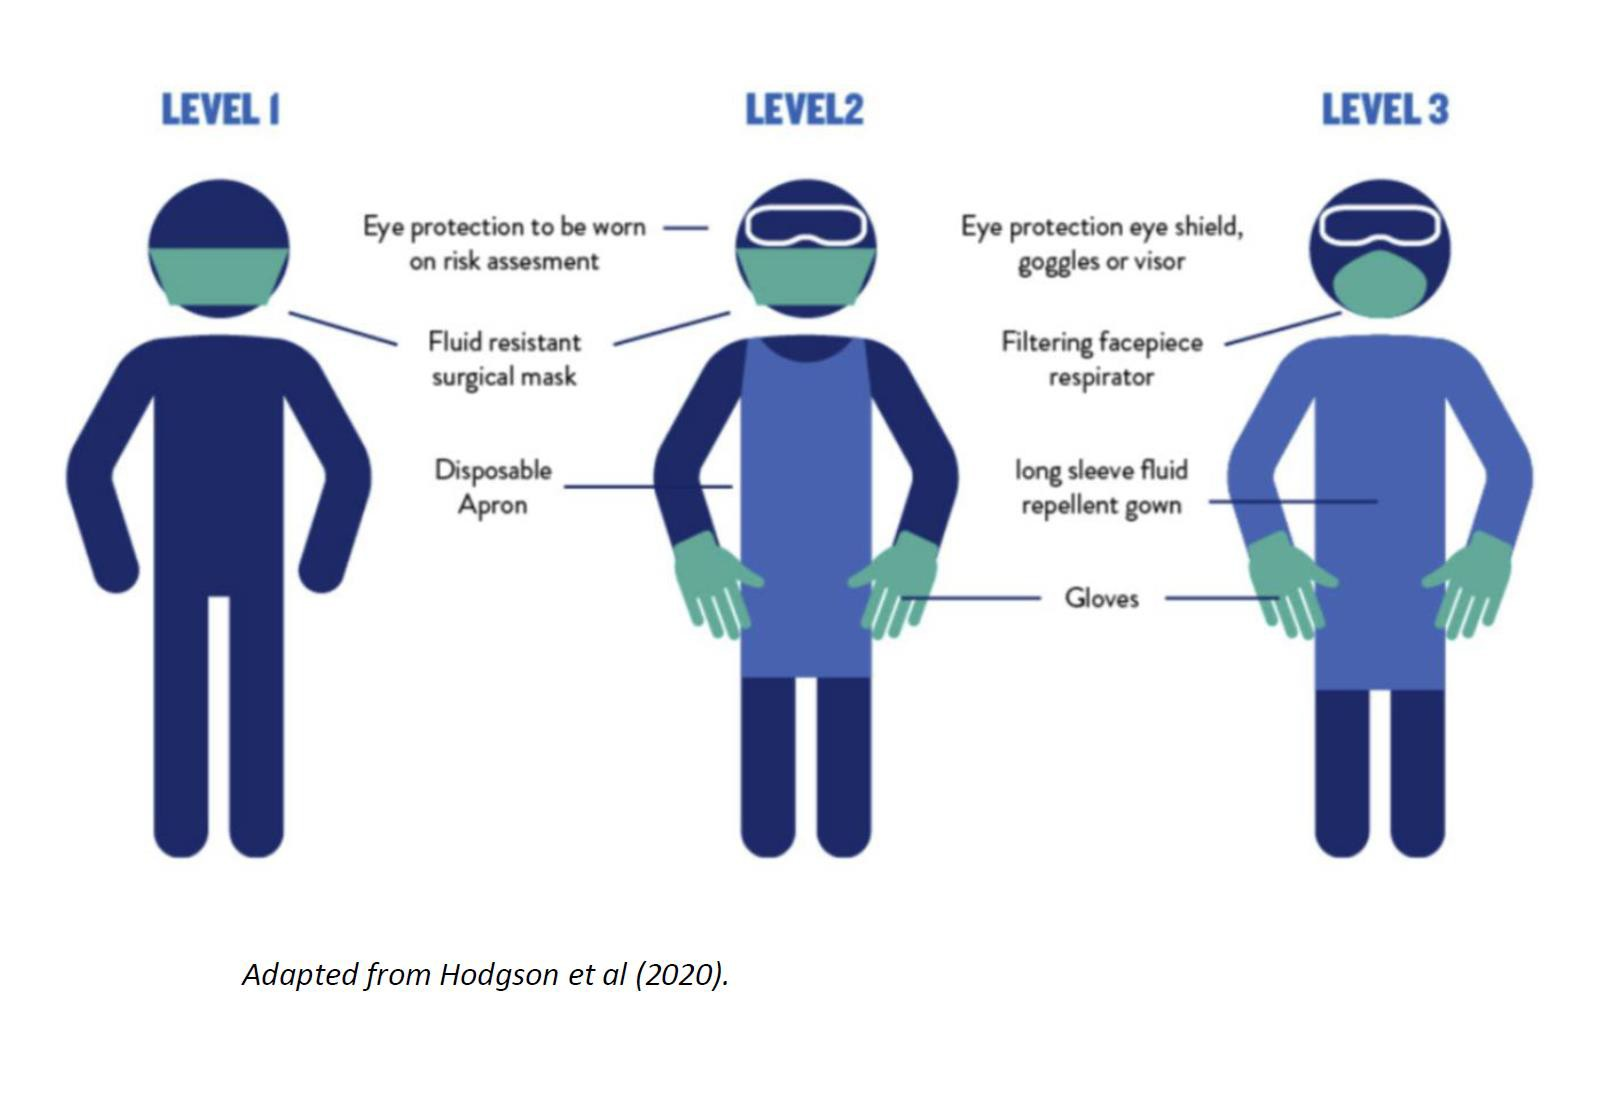 LEVEL 1
LEVEL2
LEVEL 3
Eye protection to be worn
on risk assesment
Eye protection eye shield,
goggles or visor
Fluid resistant
surgical mask
Filtering facepiece
respirator
Disposable
Apron
long sleeve fluid
repellent gown
Gloves
Adapted from Hodgson et al (2020).